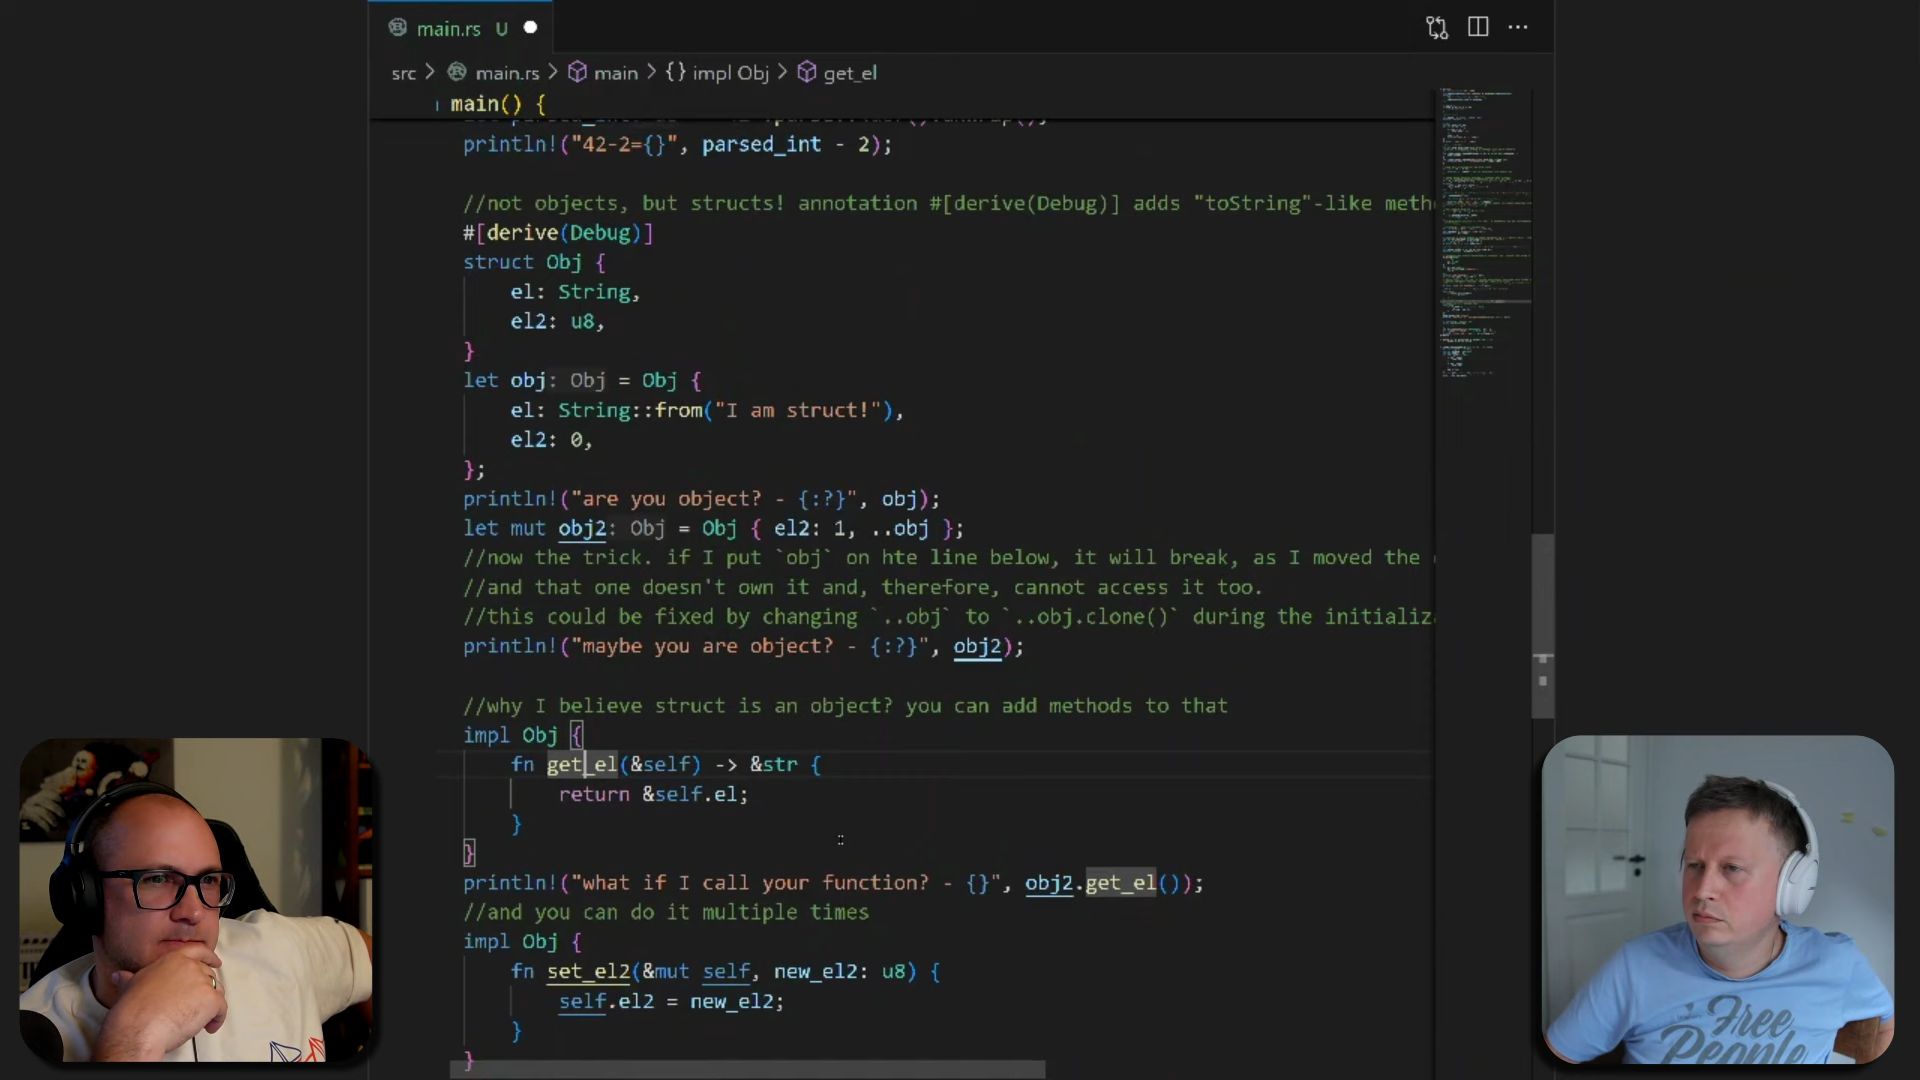 main.rs U
src > main.rs > main > {} impl Obj > get_el
main() {
println!("42-2={}", parsed_int - 2);
//not objects, but structs! annotation #[derive(Debug)] adds "toString"-like meth
#[derive(Debug)]
struct Obj {
el: String,
el2: u8,
}
let obj: Obj = Obj {
el: String::from("I am struct!"),
el2: 0,
};
println!("are you object? - {:?}", obj);
let mut obj2: Obj = Obj { el2: 1, ..obj };
//now the trick. if I put `obj` on hte line below, it will break, as I moved the
//and that one doesn't own it and, therefore, cannot access it too.
//this could be fixed by changing `..obj` to `..obj.clone()` during the initializ
println!("maybe you are object? - {:?}", obj2);
//why I believe struct is an object? you can add methods to that
impl Obj {
fn get_el(&self) -> &str {
return &self.el;
}
}
println!("what if I call your function? - {}", obj2.get_el());
//and you can do it multiple times
impl Obj {
fn set_el2(&mut self, new_el2: u8) {
self.el2 = new_el2;
}
}
Free
People